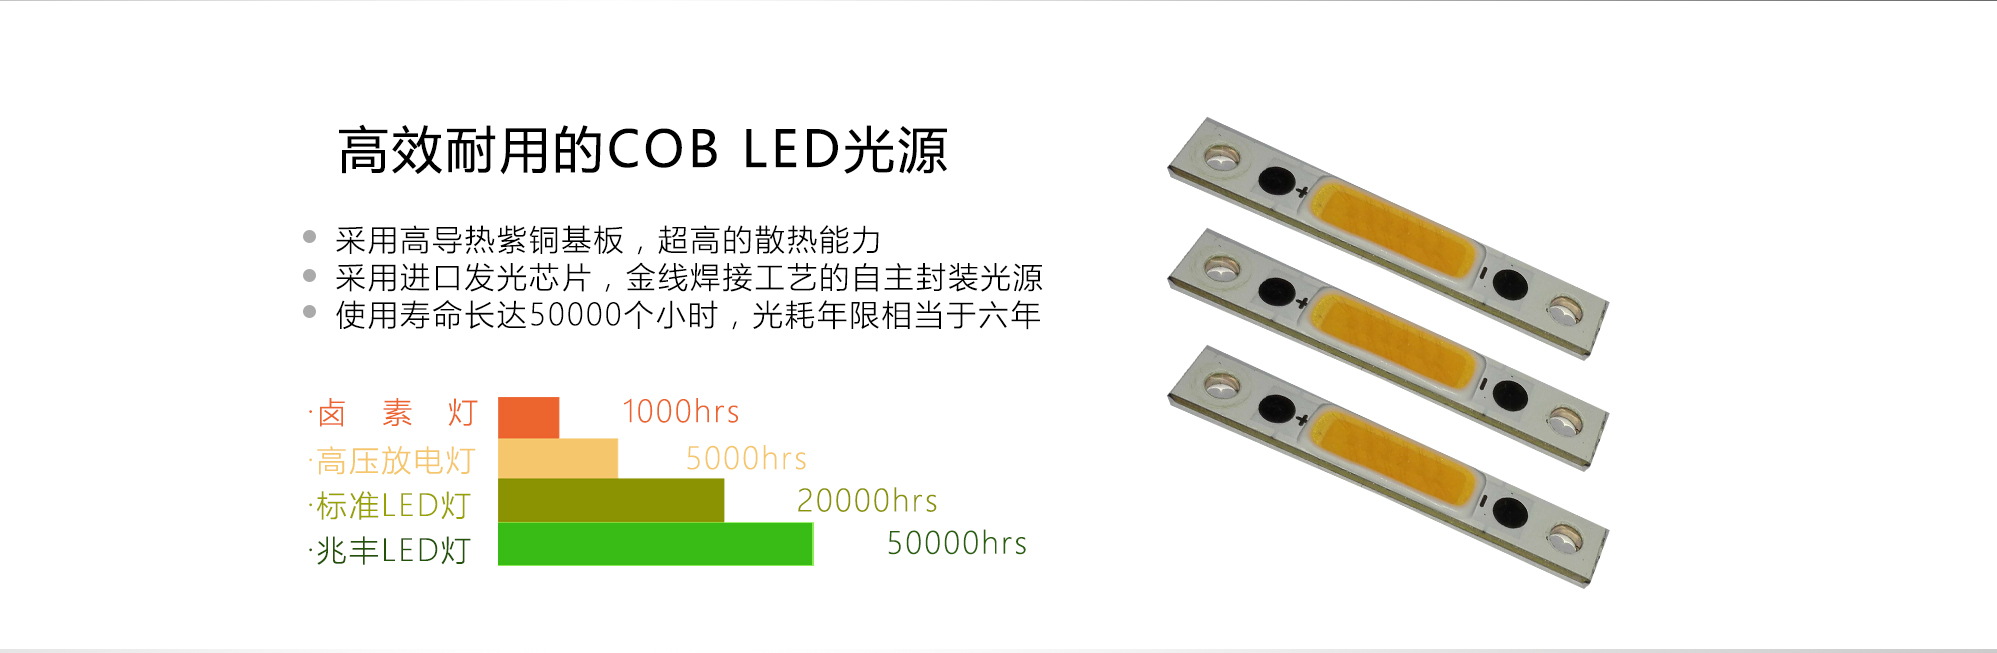 高效耐用的COB LED光源
采用高导热紫铜基板，超高的散热能力
采用进口发光芯片，金线焊接工艺的自主封装光源
使用寿命长达50000个小时，光耗年限相当于六年
·卤 素 灯 1000hrs
·高压放电灯 5000hrs
·标准LED灯 20000hrs
·兆丰LED灯 50000hrs
+
-
+
-
+
-